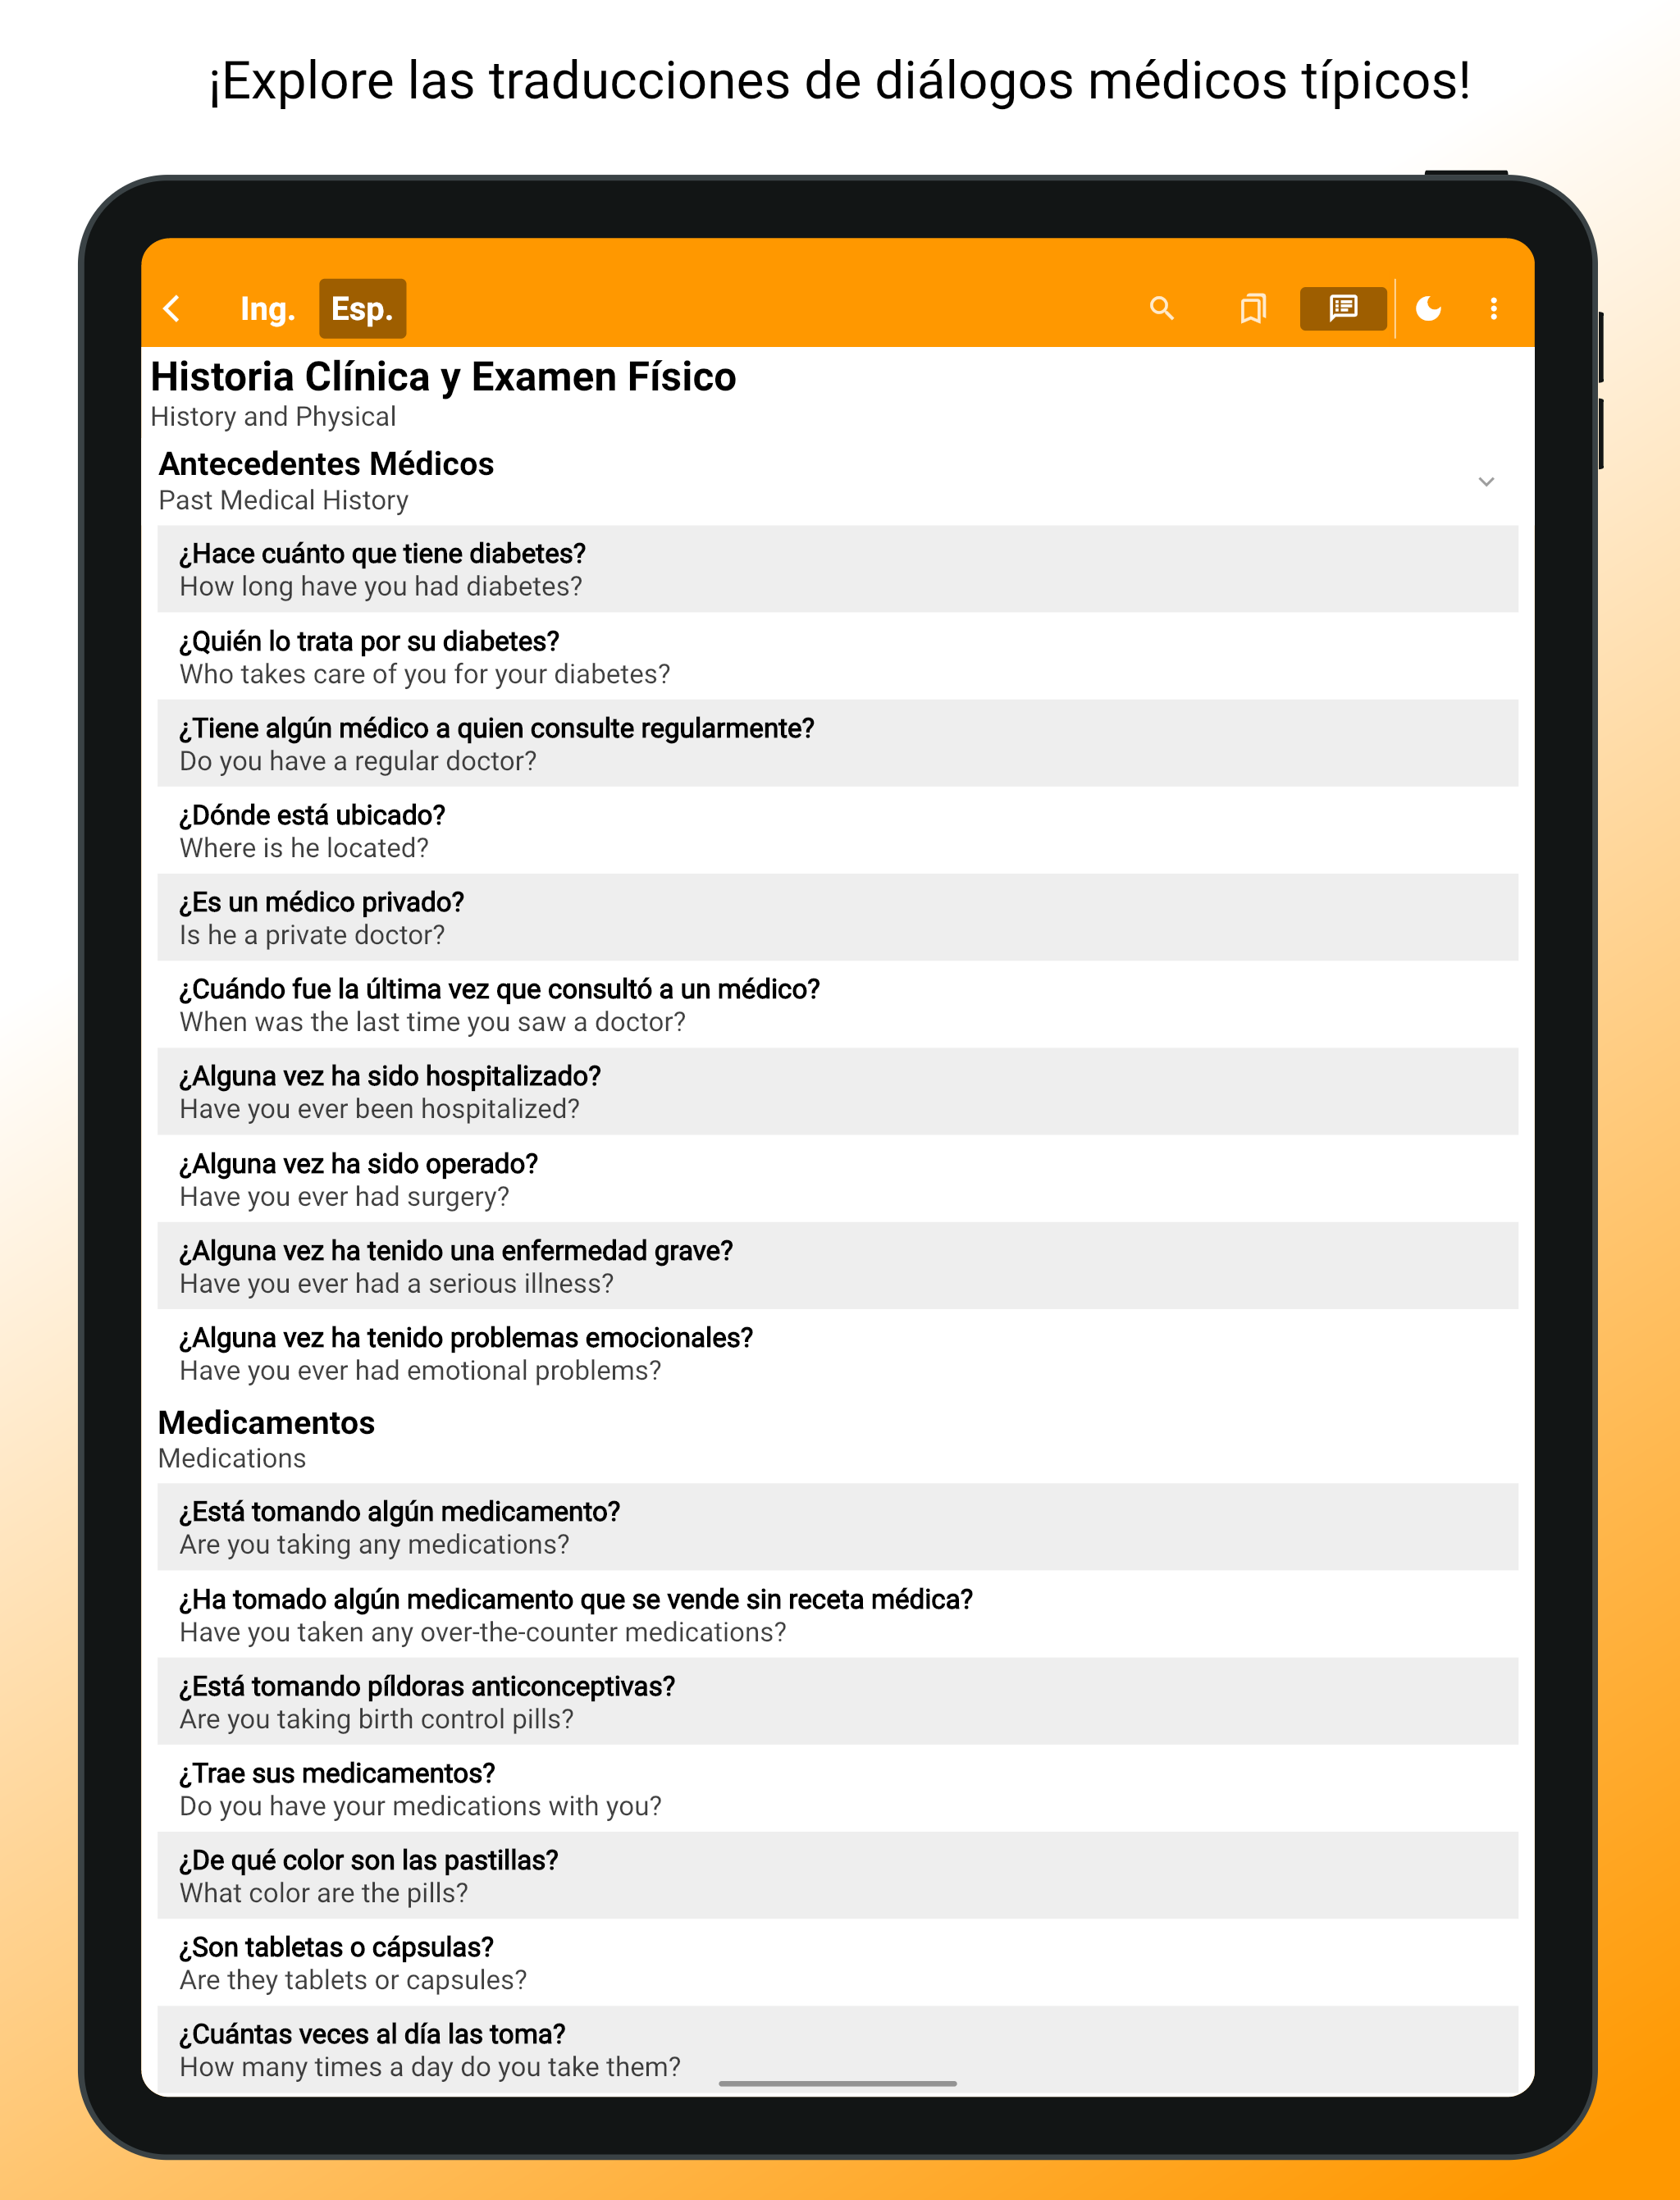 ¡Explore las traducciones de diálogos médicos típicos!
Ing. Esp.
Historia Clínica y Examen Físico
History and Physical
Antecedentes Médicos
Past Medical History
¿Hace cuánto que tiene diabetes?
How long have you had diabetes?
¿Quién lo trata por su diabetes?
Who takes care of you for your diabetes?
¿Tiene algún médico a quien consulte regularmente?
Do you have a regular doctor?
¿Dónde está ubicado?
Where is he located?
¿Es un médico privado?
Is he a private doctor?
¿Cuándo fue la última vez que consultó a un médico?
When was the last time you saw a doctor?
¿Alguna vez ha sido hospitalizado?
Have you ever been hospitalized?
¿Alguna vez ha sido operado?
Have you ever had surgery?
¿Alguna vez ha tenido una enfermedad grave?
Have you ever had a serious illness?
¿Alguna vez ha tenido problemas emocionales?
Have you ever had emotional problems?
Medicamentos
Medications
¿Está tomando algún medicamento?
Are you taking any medications?
¿Ha tomado algún medicamento que se vende sin receta médica?
Have you taken any over-the-counter medications?
¿Está tomando píldoras anticonceptivas?
Are you taking birth control pills?
¿Trae sus medicamentos?
Do you have your medications with you?
¿De qué color son las pastillas?
What color are the pills?
¿Son tabletas o cápsulas?
Are they tablets or capsules?
¿Cuántas veces al día las toma?
How many times a day do you take them?